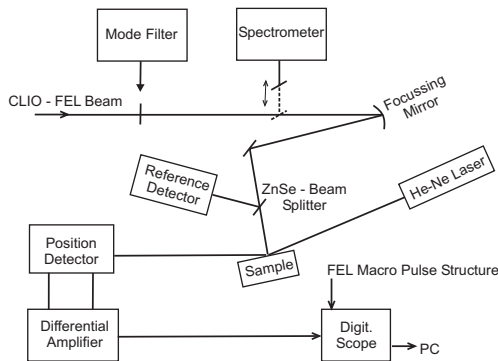 Mode Filter
Spectrometer
CLIO - FEL Beam
Focussing
Mirror
Reference
Detector
ZnSe - Beam
Splitter
He-Ne Laser
Position
Detector
Sample
FEL Macro Pulse Structure
Differential
Amplifier
Digit.
Scope
PC